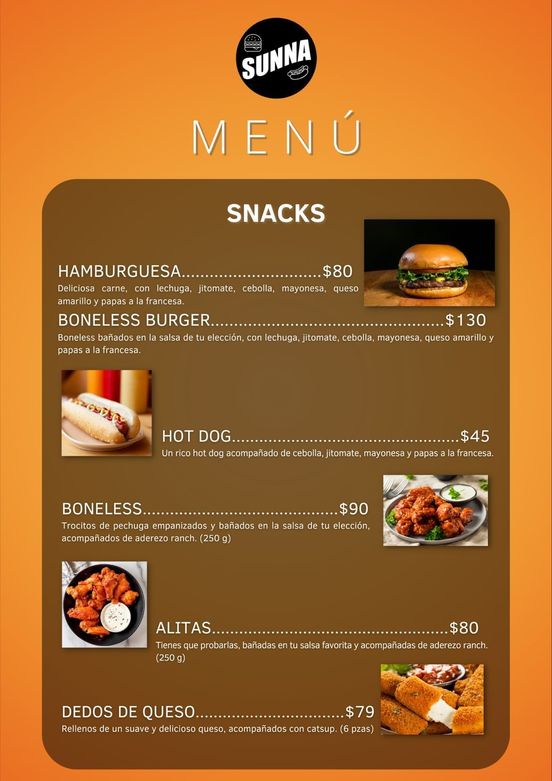 SUNNA
MENÚ
SNACKS
HAMBURGUESA................................$80
Deliciosa carne, con lechuga, jitomate, cebolla, mayonesa, queso
amarillo y papas a la francesa.
BONELESS BURGER.....................................................$130
Boneless bañados en la salsa de tu elección, con lechuga, jitomate, cebolla, mayonesa, queso amarillo y
papas a la francesa.
HOT DOG....................................................$45
Un rico hot dog acompañado de cebolla, jitomate, mayonesa y papas a la francesa.
BONELESS.............................................$90
Trocitos de pechuga empanizados y bañados en la salsa de tu elección,
acompañados de aderezo ranch. (250 g)
ALITAS......................................................$80
Tienes que probarlas, bañadas en tu salsa favorita y acompañadas de aderezo ranch.
(250 g)
DEDOS DE QUESO..................................$79
Rellenos de un suave y delicioso queso, acompañados con catsup. (6 pzas)